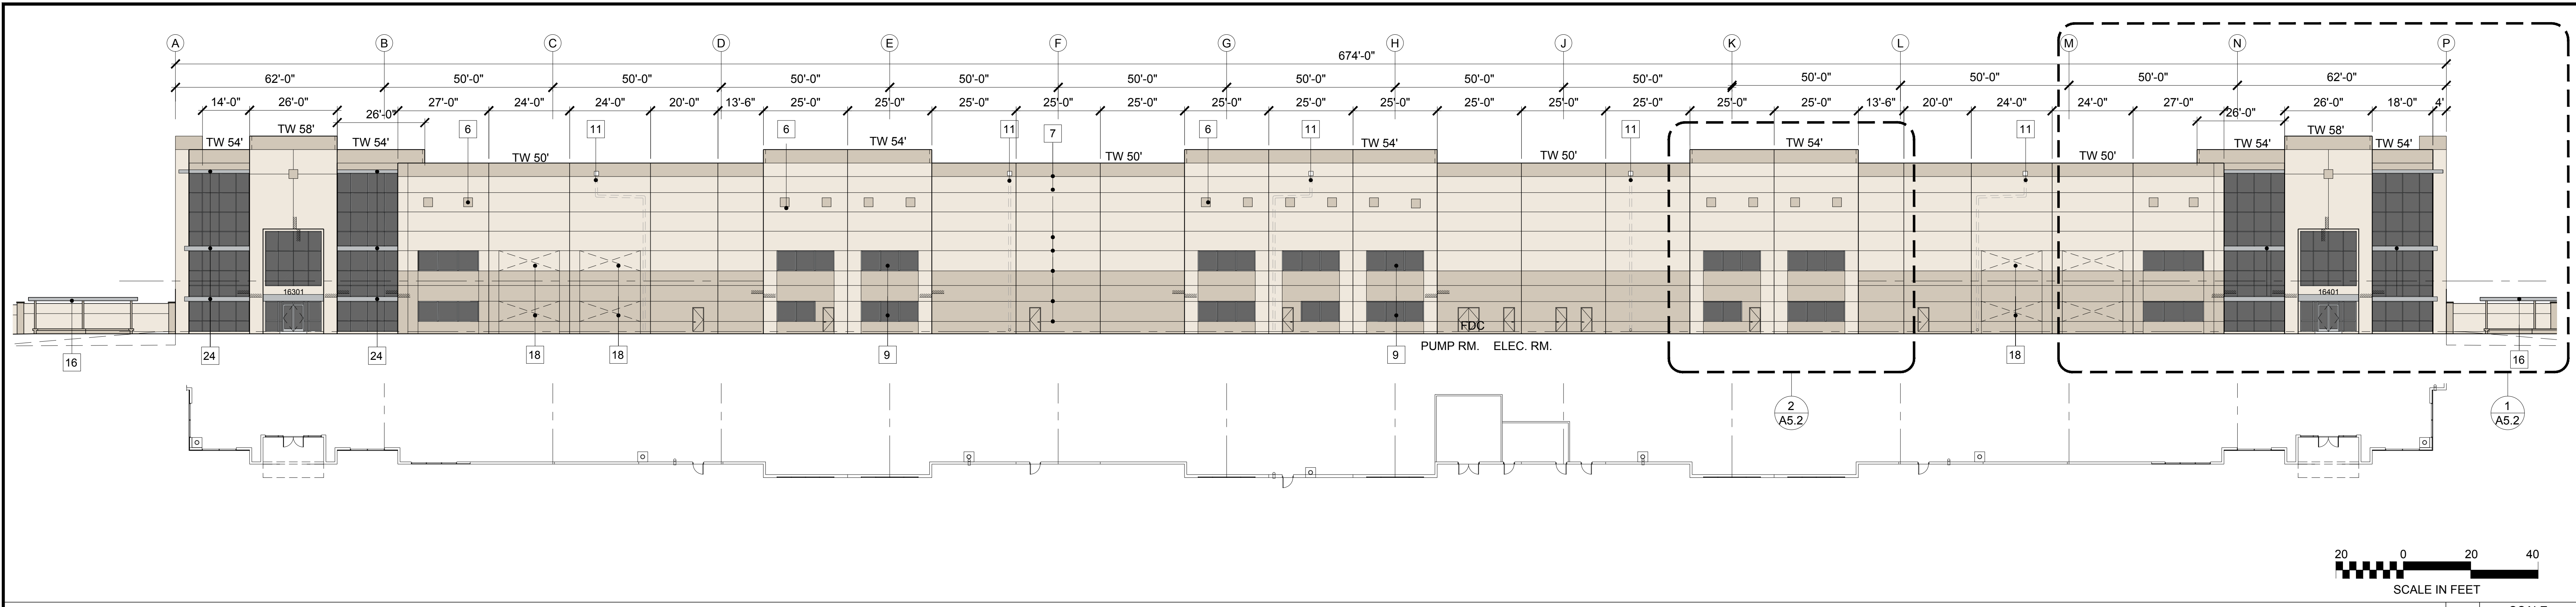 A B C D E F G H J K L M N P
674'-0"
62'-0" 50'-0" 50'-0" 50'-0" 50'-0" 50'-0" 50'-0" 50'-0" 50'-0" 50'-0" 50'-0" 50'-0" 62'-0"
14'-0" 26'-0" 27'-0" 24'-0" 24'-0" 20'-0" 13'-6" 25'-0" 25'-0" 25'-0" 25'-0" 25'-0" 25'-0" 25'-0" 25'-0" 25'-0" 25'-0" 25'-0" 25'-0" 25'-0" 13'-6" 20'-0" 24'-0" 24'-0" 27'-0" 26'-0" 18'-0" 4'
26'-0" 26'-0"
6 11 6 11 7 6 11 11 11
TW 58' TW 58'
TW 54' TW 54' TW 54' TW 54' TW 54' TW 54' TW 54'
TW 50' TW 50' TW 50' TW 50'
16301 16401
FDC
PUMP RM. ELEC. RM.
16 24 24 18 18 9 9 18 16
2 1
A5.2 A5.2
20 0 20 40
SCALE IN FEET